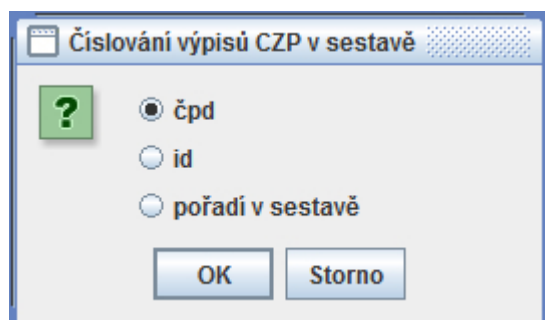 Číslování výpisů CZP v sestavě
?
čpd
id
pořadí v sestavě
OK Storno